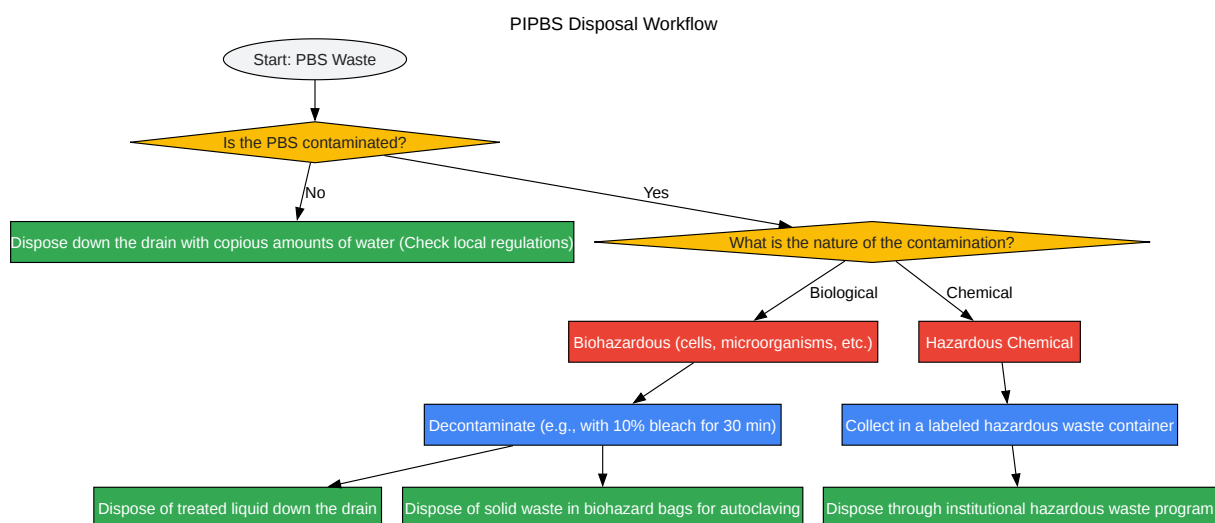 PIPBS Disposal Workflow
Start: PBS Waste
Is the PBS contaminated?
No
Yes
Dispose down the drain with copious amounts of water (Check local regulations)
What is the nature of the contamination?
Biological
Chemical
Biohazardous (cells, microorganisms, etc.)
Hazardous Chemical
Decontaminate (e.g., with 10% bleach for 30 min)
Collect in a labeled hazardous waste container
Dispose of treated liquid down the drain
Dispose of solid waste in biohazard bags for autoclaving
Dispose through institutional hazardous waste program